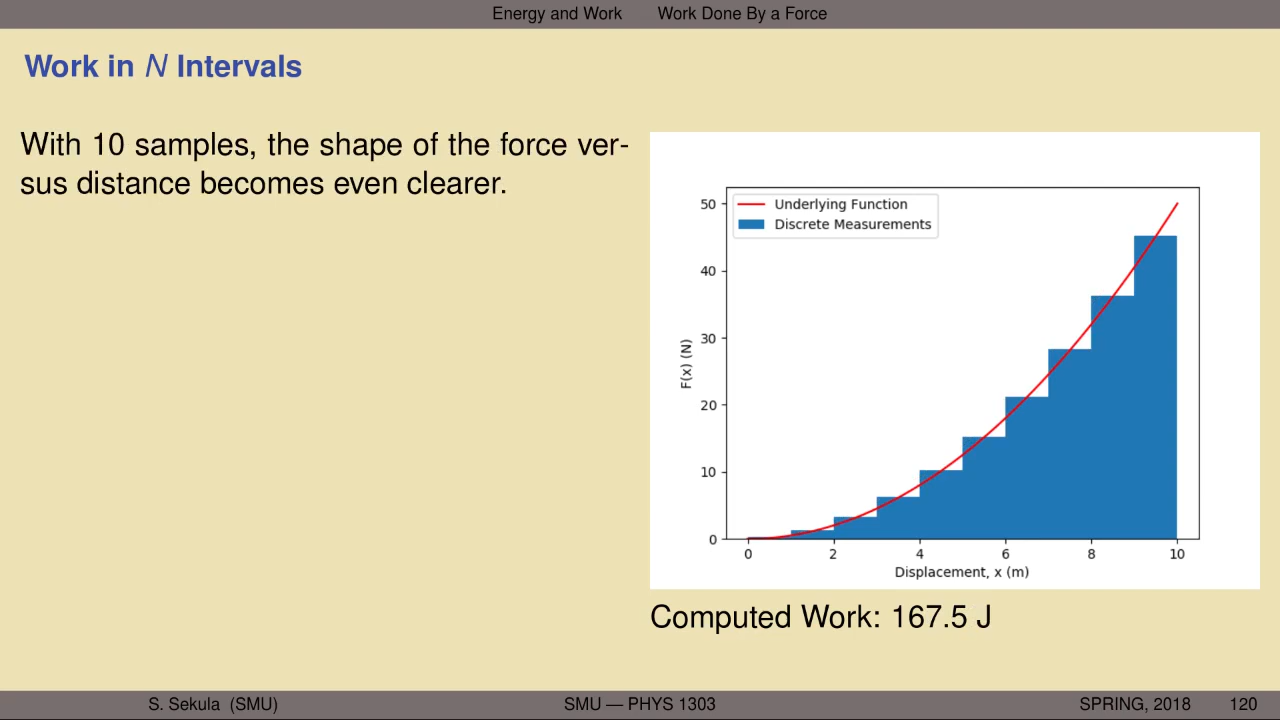 Energy and Work Work Done By a Force
Work in N Intervals
With 10 samples, the shape of the force ver-
sus distance becomes even clearer.
Underlying Function
Discrete Measurements
50
40
30
20
10
0
F(x) (N)
0 2 4 6 8 10
Displacement, x (m)
Computed Work: 167.5 J
S. Sekula (SMU) SMU — PHYS 1303 SPRING, 2018 120